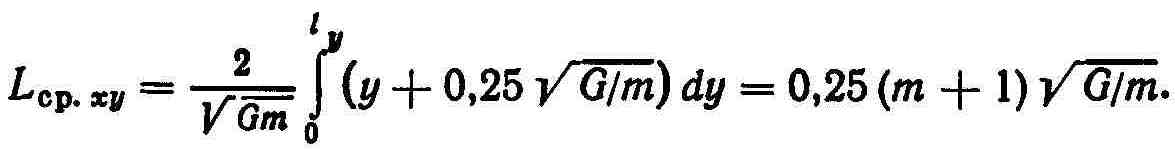 L_{ср. xy} = \frac{2}{\sqrt{Gm}} \int_0^{l_y} (y + 0,25 \sqrt{G/m}) dy = 0,25 (m + 1) \sqrt{G/m}.